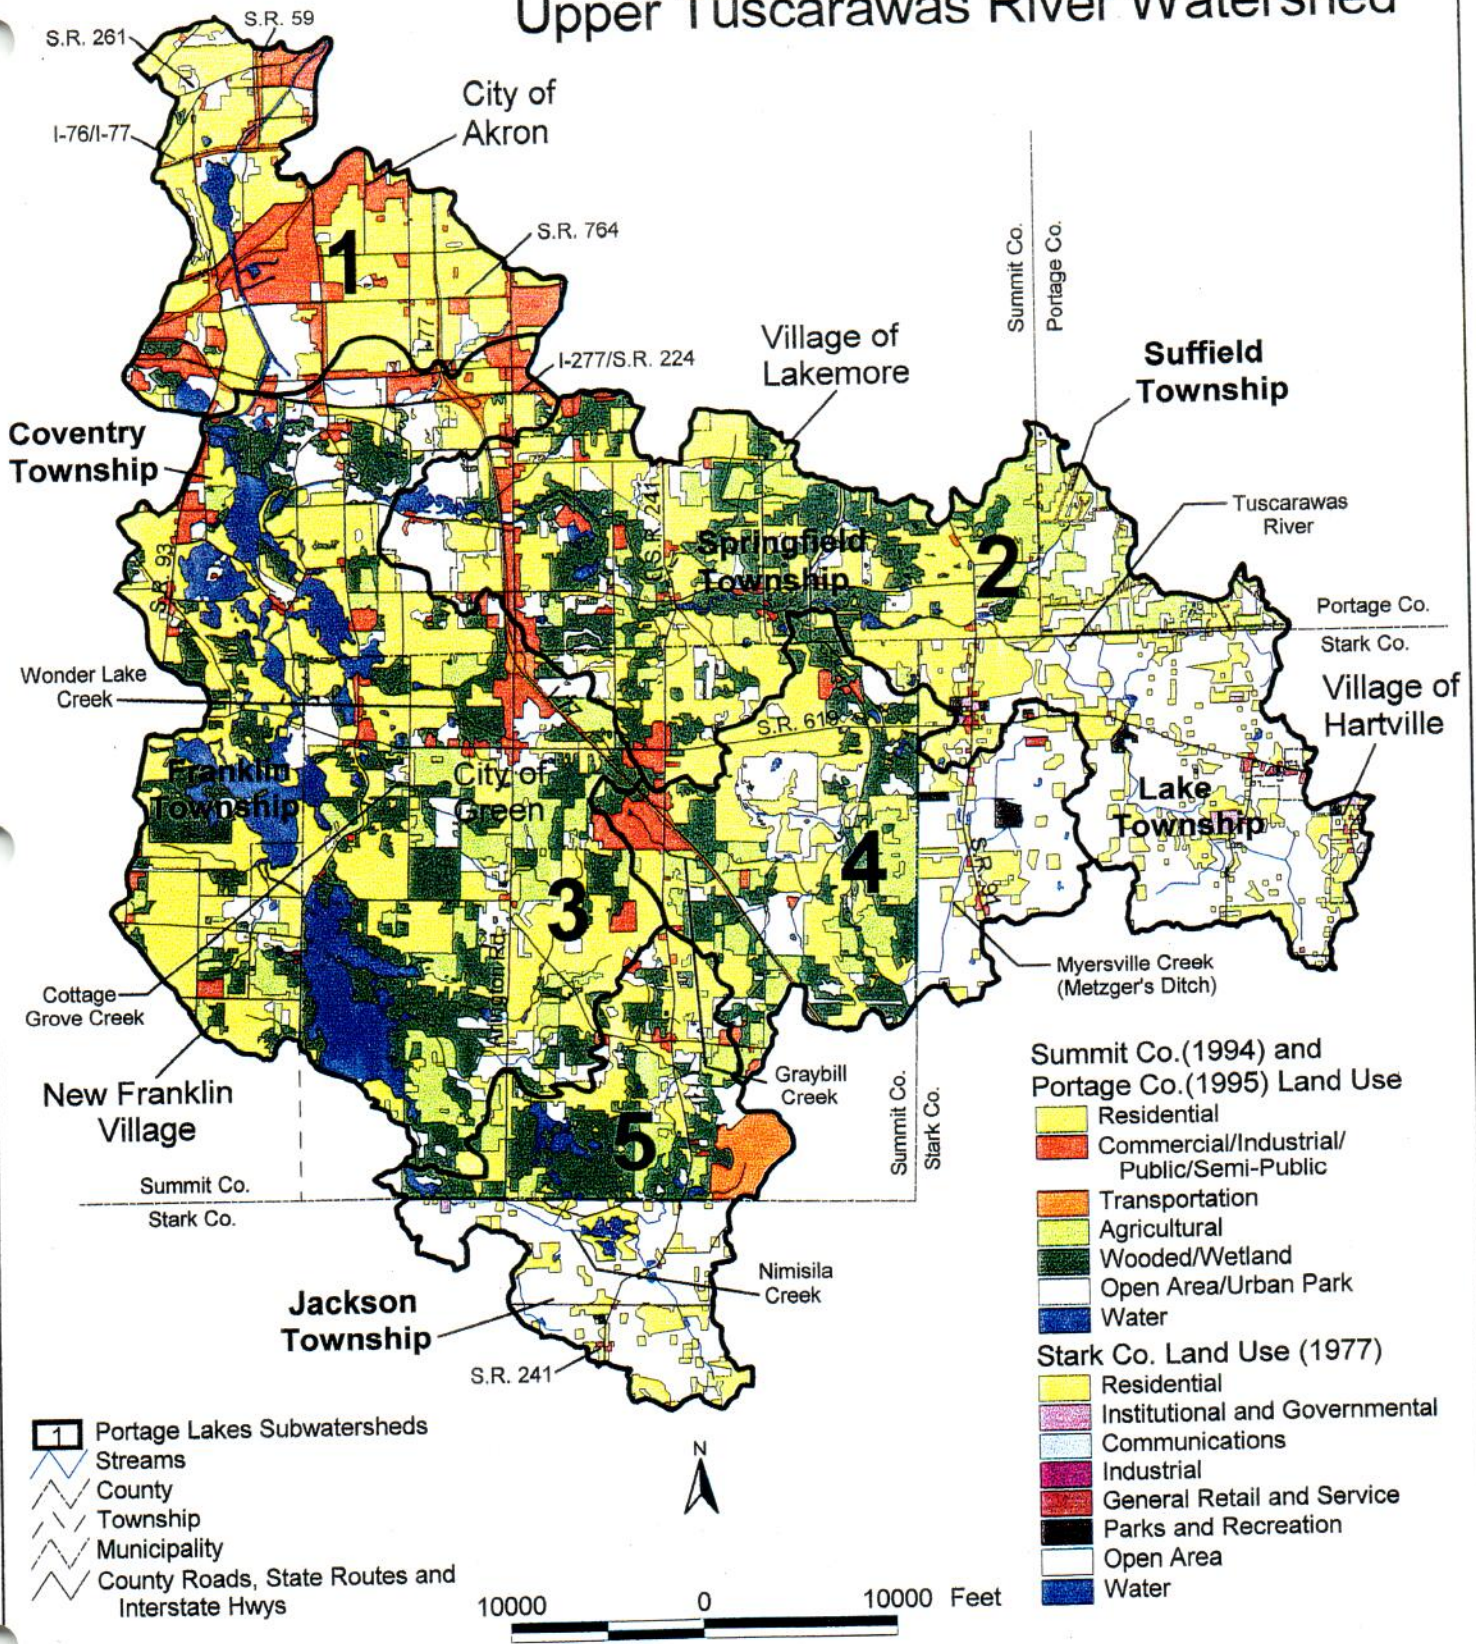 Upper Tuscarawas River Watershed
S.R. 59
S.R. 261
City of
Akron
I-76/I-77
S.R. 764
1
77
Summit Co.
Portage Co.
Village of
Lakemore
I-277/S.R. 224
Suffield
Township
Coventry
Township
S.R. 241
Tuscarawas
River
Springfield
Township
2
S.R. 93
Portage Co.
Stark Co.
Wonder Lake
Creek
Village of
Hartville
77
S.R. 619
Franklin
Township
City of
Green
Lake
Township
4
3
S.R.
Arlington Rd.
Myersville Creek
(Metzger's Ditch)
Cottage
Grove Creek
New Franklin
Village
Graybill
Creek
Summit Co.
Stark Co.
5
Summit Co.
Stark Co.
Nimisila
Creek
Jackson
Township
S.R. 241
Summit Co.(1994) and
Portage Co.(1995) Land Use
Residential
Commercial/Industrial/
Public/Semi-Public
Transportation
Agricultural
Wooded/Wetland
Open Area/Urban Park
Water
Stark Co. Land Use (1977)
Residential
Institutional and Governmental
Communications
Industrial
General Retail and Service
Parks and Recreation
Open Area
Water
1 Portage Lakes Subwatersheds
Streams
County
Township
Municipality
County Roads, State Routes and
Interstate Hwys
N
10000 0 10000 Feet